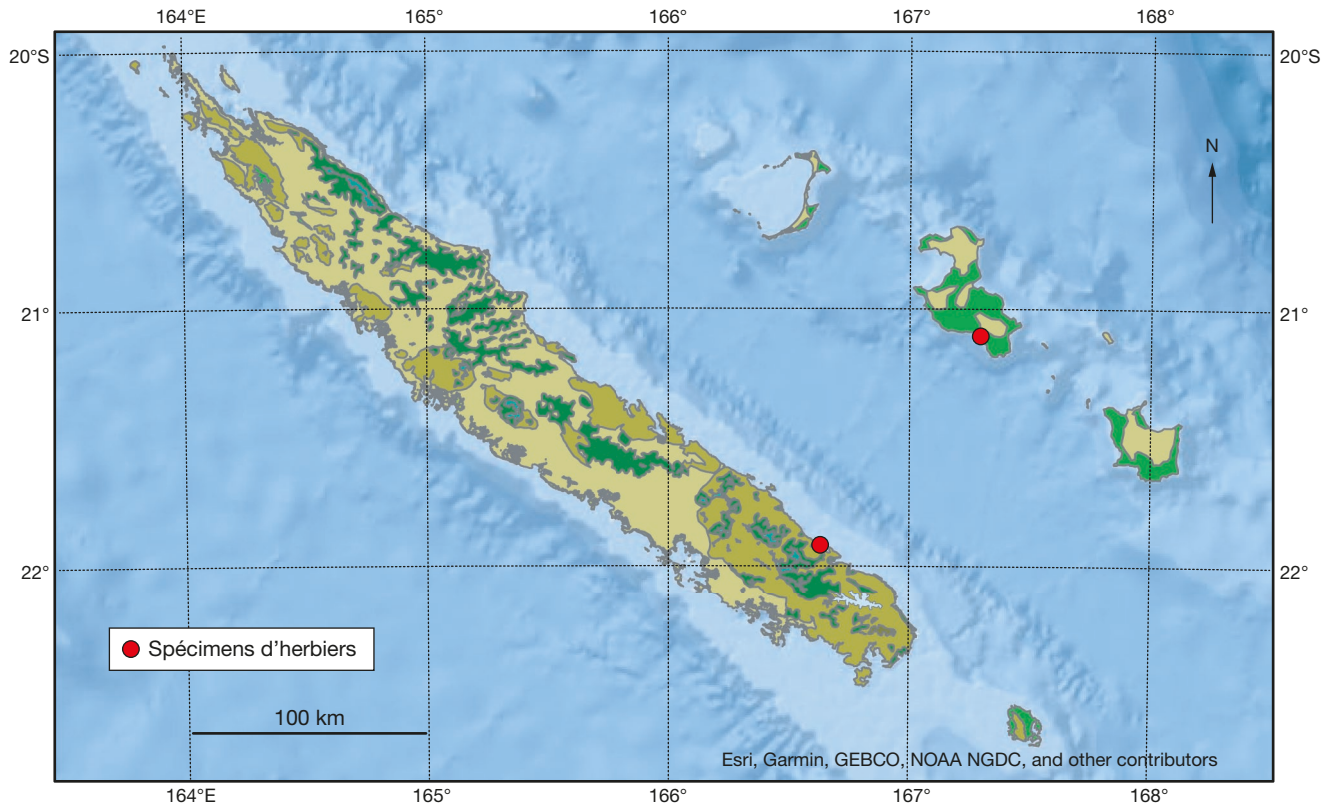 164°E 165° 166° 167° 168°
20°S 20°S
N
21° 21°
22° 22°
Spécimens d'herbiers
100 km
Esri, Garmin, GEBCO, NOAA NGDC, and other contributors
164°E 165° 166° 167° 168°